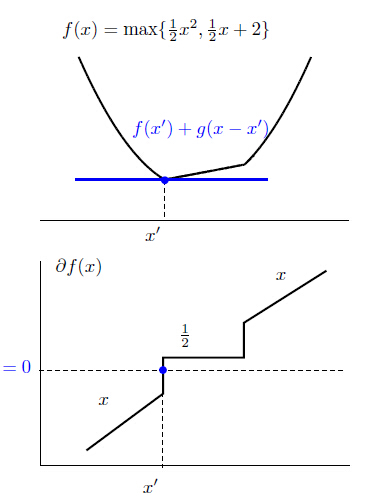 f(x) = max{½x², ½x + 2}
f(x′) + g(x − x′)
x′
∂f(x)
x
½
= 0
x
x′